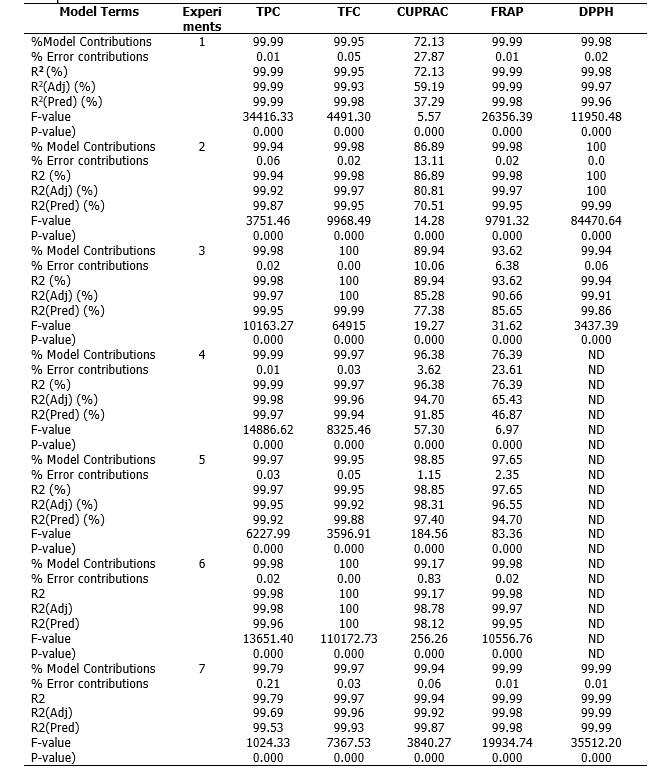 Model Terms Experi ments TPC TFC CUPRAC FRAP DPPH
%Model Contributions 1 99.99 99.95 72.13 99.99 99.98
% Error contributions 0.01 0.05 27.87 0.01 0.02
R² (%) 99.99 99.95 72.13 99.99 99.98
R²(Adj) (%) 99.99 99.93 59.19 99.99 99.97
R²(Pred) (%) 99.99 99.98 37.29 99.98 99.96
F-value 34416.33 4491.30 5.57 26356.39 11950.48
P-value) 0.000 0.000 0.000 0.000 0.000
% Model Contributions 2 99.94 99.98 86.89 99.98 100
% Error contributions 0.06 0.02 13.11 0.02 0.0
R2 (%) 99.94 99.98 86.89 99.98 100
R2(Adj) (%) 99.92 99.97 80.81 99.97 100
R2(Pred) (%) 99.87 99.95 70.51 99.95 99.99
F-value 3751.46 9968.49 14.28 9791.32 84470.64
P-value) 0.000 0.000 0.000 0.000 0.000
% Model Contributions 3 99.98 100 89.94 93.62 99.94
% Error contributions 0.02 0.00 10.06 6.38 0.06
R2 (%) 99.98 100 89.94 93.62 99.94
R2(Adj) (%) 99.97 100 85.28 90.66 99.91
R2(Pred) (%) 99.95 99.99 77.38 85.65 99.86
F-value 10163.27 64915 19.27 31.62 3437.39
P-value) 0.000 0.000 0.000 0.000 0.000
% Model Contributions 4 99.99 99.97 96.38 76.39 ND
% Error contributions 0.01 0.03 3.62 23.61 ND
R2 (%) 99.99 99.97 96.38 76.39 ND
R2(Adj) (%) 99.98 99.96 94.70 65.43 ND
R2(Pred) (%) 99.97 99.94 91.85 46.87 ND
F-value 14886.62 8325.46 57.30 6.97 ND
P-value) 0.000 0.000 0.000 0.000 ND
% Model Contributions 5 99.97 99.95 98.85 97.65 ND
% Error contributions 0.03 0.05 1.15 2.35 ND
R2 (%) 99.97 99.95 98.85 97.65 ND
R2(Adj) (%) 99.95 99.92 98.31 96.55 ND
R2(Pred) (%) 99.92 99.88 97.40 94.70 ND
F-value 6227.99 3596.91 184.56 83.36 ND
P-value) 0.000 0.000 0.000 0.000 ND
% Model Contributions 6 99.98 100 99.17 99.98 ND
% Error contributions 0.02 0.00 0.83 0.02 ND
R2 99.98 100 99.17 99.98 ND
R2(Adj) 99.98 100 98.78 99.97 ND
R2(Pred) 99.96 100 98.12 99.95 ND
F-value 13651.40 110172.73 256.26 10556.76 ND
P-value) 0.000 0.000 0.000 0.000 ND
% Model Contributions 7 99.79 99.97 99.94 99.99 99.99
% Error contributions 0.21 0.03 0.06 0.01 0.01
R2 99.79 99.97 99.94 99.99 99.99
R2(Adj) 99.69 99.96 99.92 99.98 99.99
R2(Pred) 99.53 99.93 99.87 99.98 99.99
F-value 1024.33 7367.53 3840.27 19934.74 35512.20
P-value) 0.000 0.000 0.000 0.000 0.000